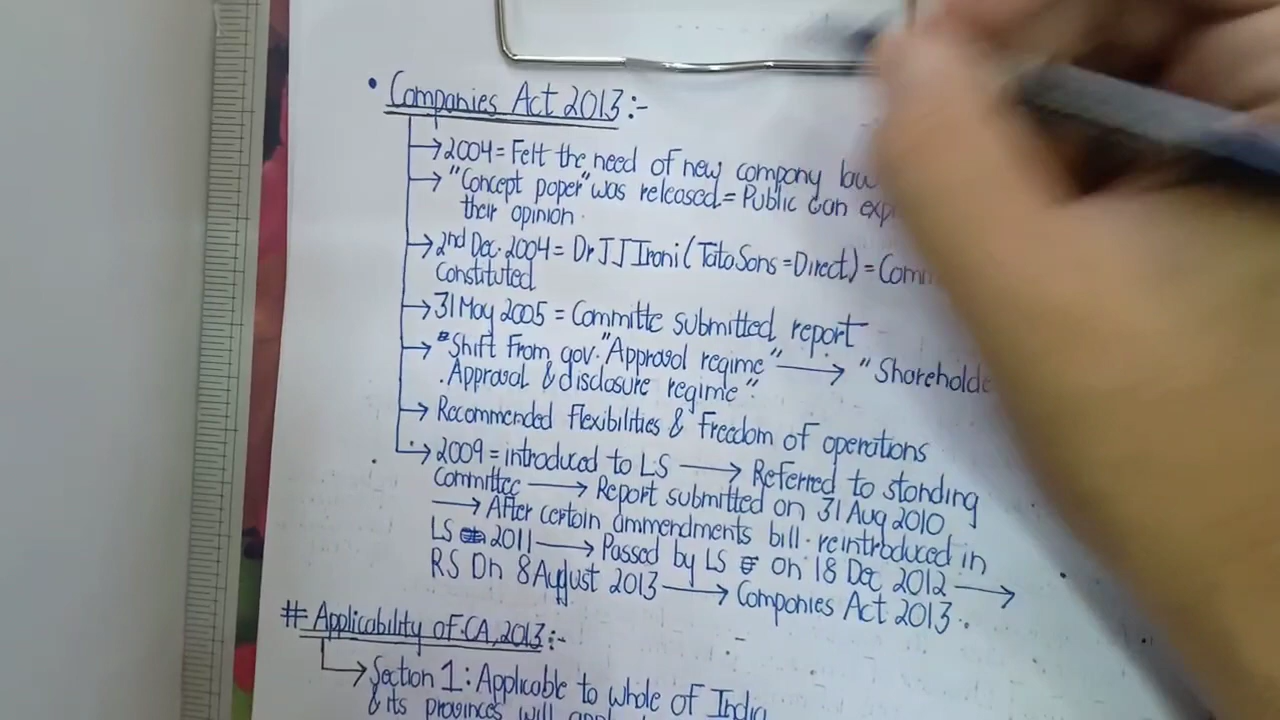 • Companies Act 2013:-
→ 2004 = Felt the need of new company law
→ "Concept paper" was released = Public can
their opinion.
→ 2nd Dec. 2004 = Dr J J Irani (Tata Sons = Direct) =
Constituted
→ 31 May 2005 = Committe submitted report
→ "Shift From gov. "Approval regime" → "Shareholde
Approval & disclosure regime".
→ Recommended flexibilities & Freedom of operations
→ 2009 = introduced to LS → Referred to standing
Committee → Report submitted on 31 Aug 2010
→ After certain ammendments bill reintroduced in
LS 2011 → Passed by LS on 18 Dec 2012 →
RS On 8 August 2013 → Companies Act 2013.
# Applicability of CA, 2013:-
→ Section 1: Applicable to whole of India
& its provinces will